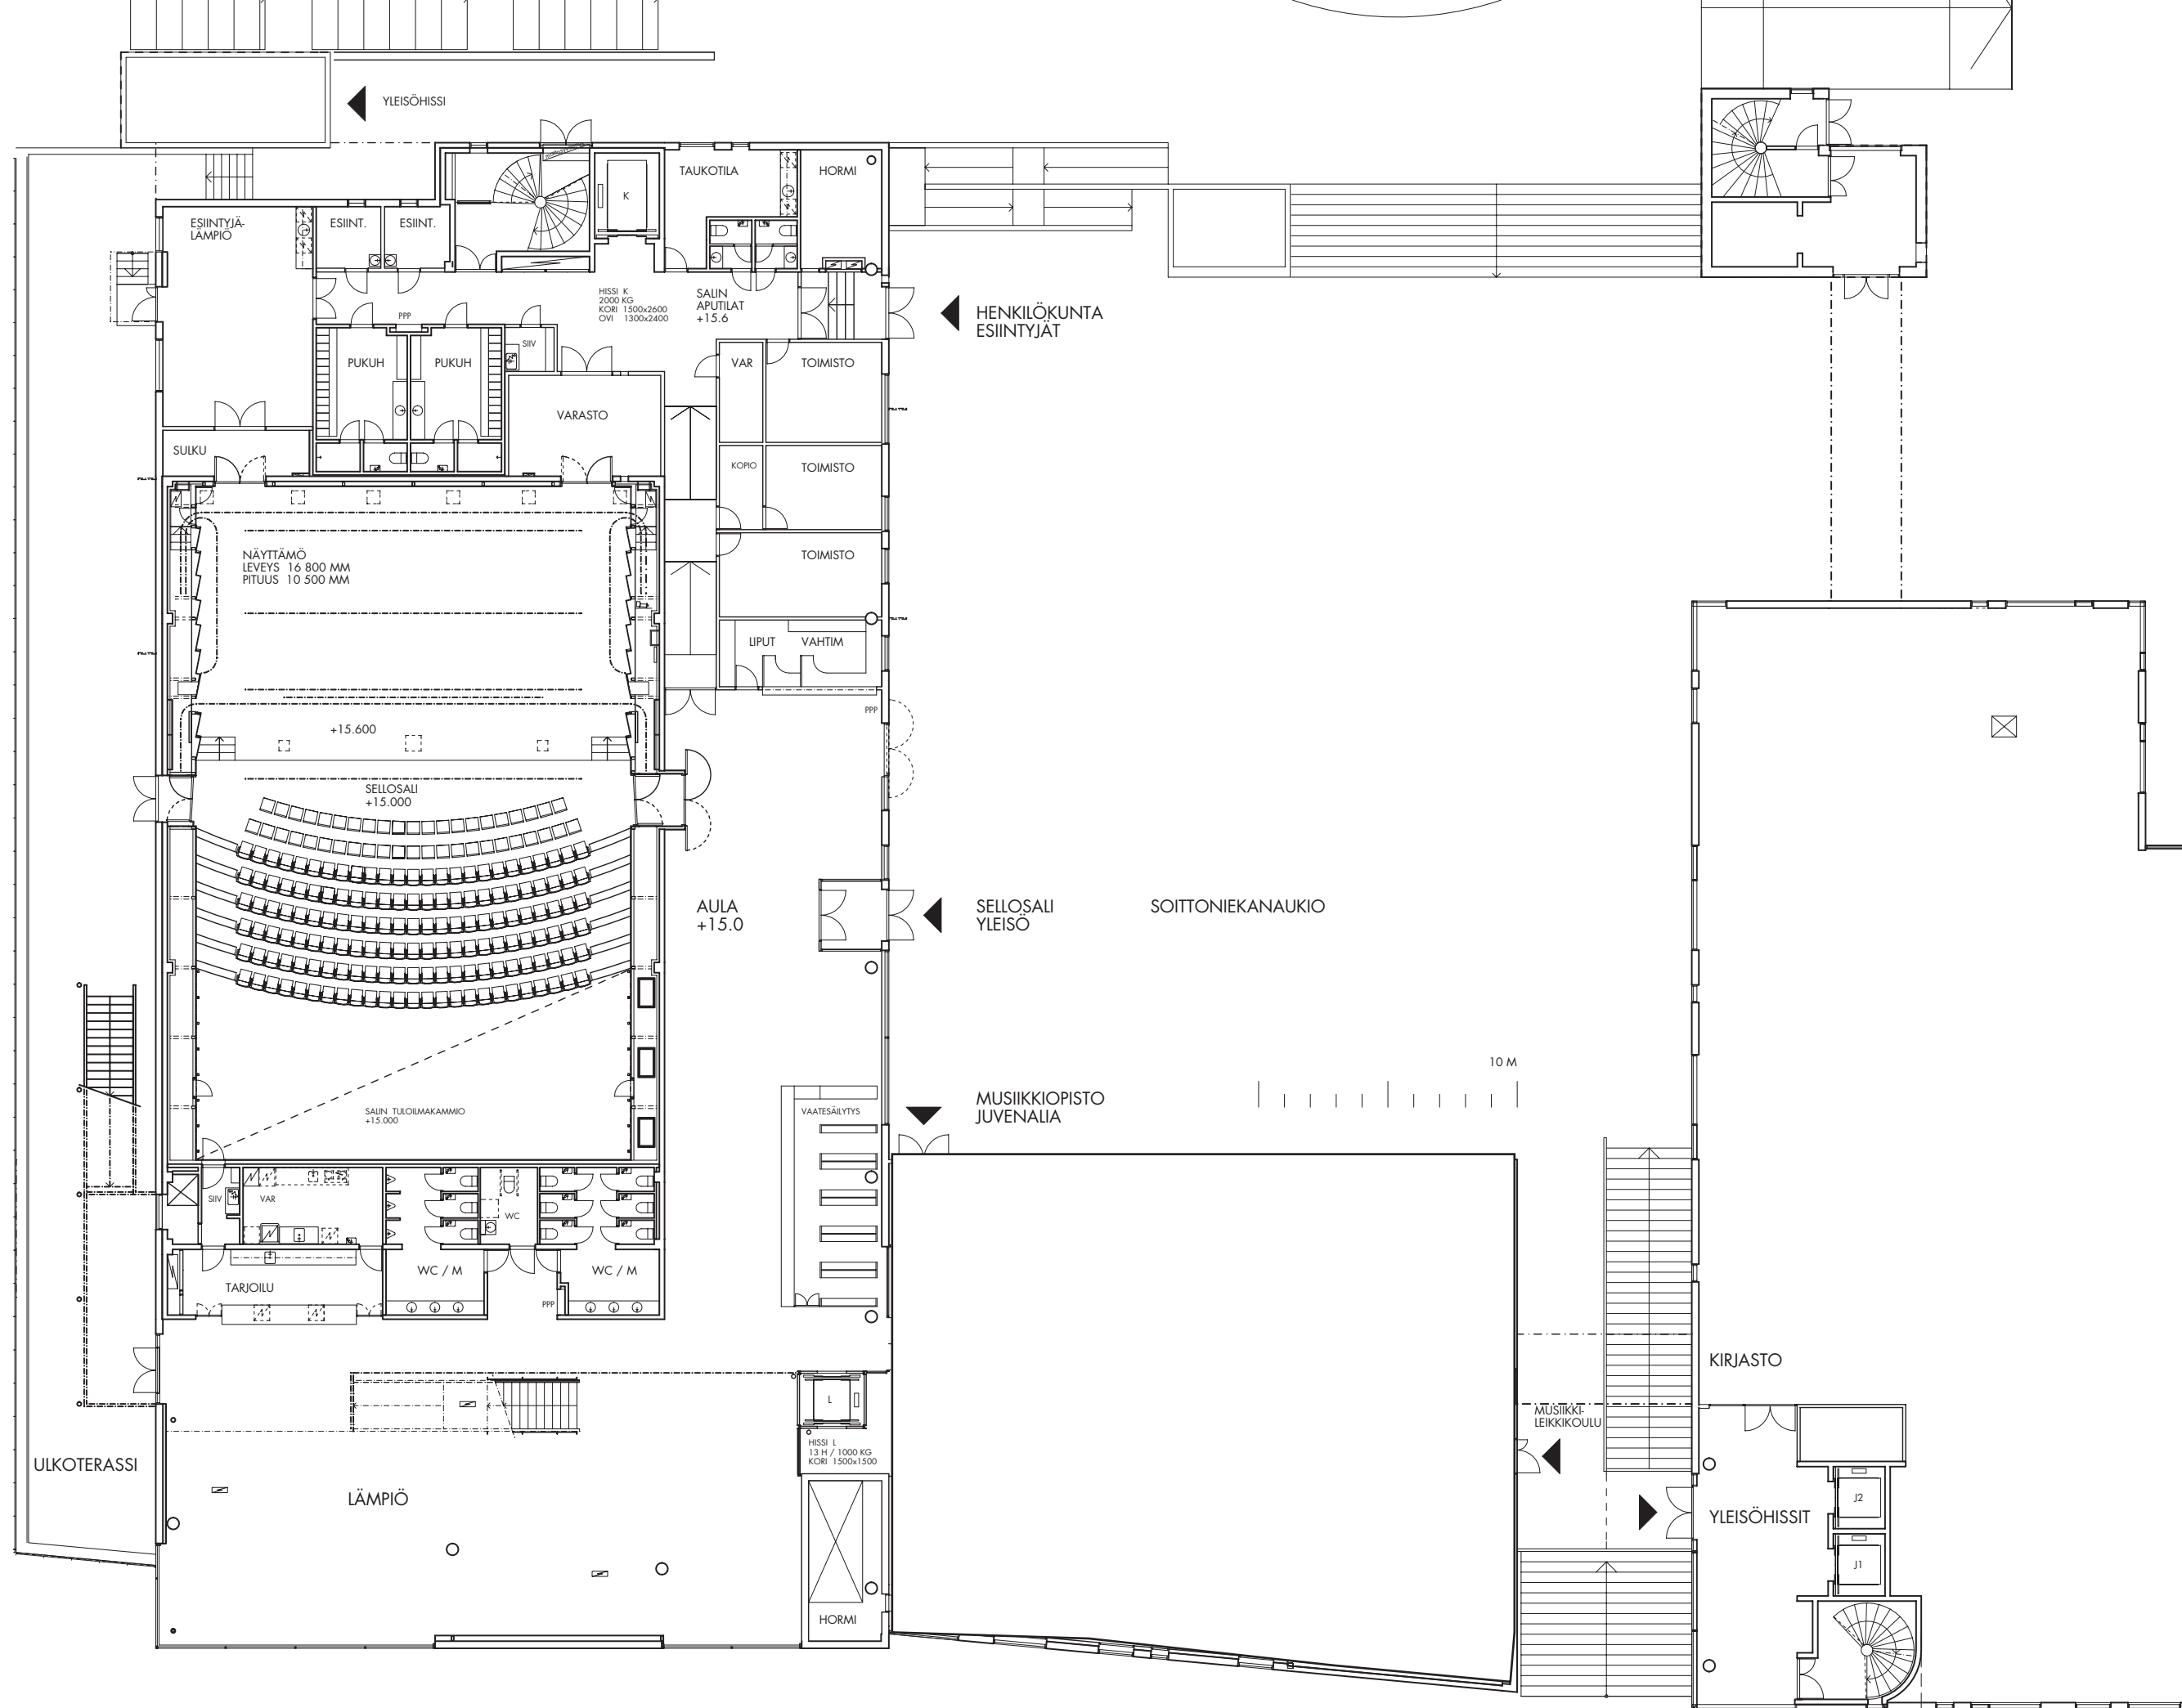 YLEISÖHISSI
TAUKOTILA
HORMI
K
ESIINTYJÄ-
LÄMPIÖ
ESIINT.
ESIINT.
HISSI K
2000 KG
KORI 1500x2600
OVI 1300x2400
SALIN
APUTILAT
+15.6
HENKILÖKUNTA
ESIINTYJÄT
PPP
SIIV
PUKUH
PUKUH
VAR
TOIMISTO
VARASTO
SULKU
KOPIO
TOIMISTO
NÄYTTÄMÖ
LEVEYS 16 800 MM
PITUUS 10 500 MM
TOIMISTO
LIPUT
VAHTIM
PPP
+15.600
SELLOSALI
+15.000
AULA
+15.0
SELLOSALI
YLEISÖ
SOITTONIEKANAUKIO
10 M
MUSIIKKIOPISTO
JUVENALIA
VAATESÄILYTYS
SALIN TULOILMAKAMMIO
+15.000
SIIV
VAR
WC
WC / M
WC / M
TARJOILU
PPP
KIRJASTO
L
MUSIIKKI-
LEIKKIKOULU
HISSI L
13 H / 1000 KG
KORI 1500x1500
ULKOTERASSI
LÄMPIÖ
J2
YLEISÖHISSIT
J1
HORMI